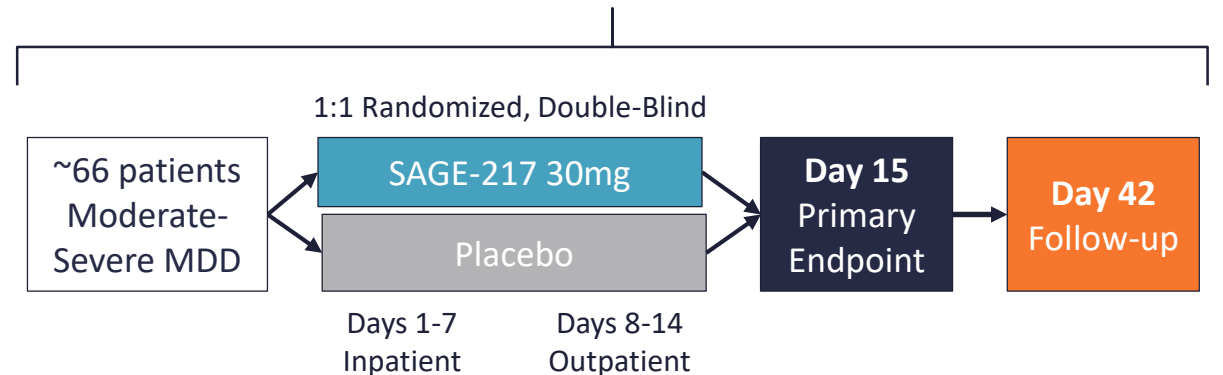 1:1 Randomized, Double-Blind
~66 patients
Moderate-
Severe MDD
SAGE-217 30mg
Placebo
Days 1-7
Inpatient
Days 8-14
Outpatient
Day 15
Primary
Endpoint
Day 42
Follow-up